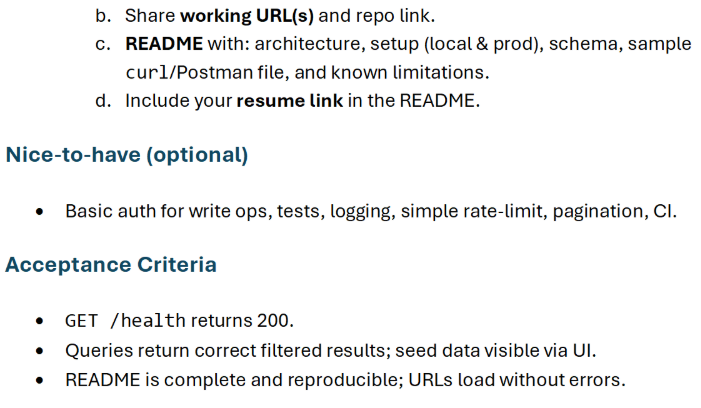 b. Share working URL(s) and repo link.
c. README with: architecture, setup (local & prod), schema, sample
curl/Postman file, and known limitations.
d. Include your resume link in the README.
Nice-to-have (optional)
• Basic auth for write ops, tests, logging, simple rate-limit, pagination, CI.
Acceptance Criteria
• GET /health returns 200.
• Queries return correct filtered results; seed data visible via UI.
• README is complete and reproducible; URLs load without errors.